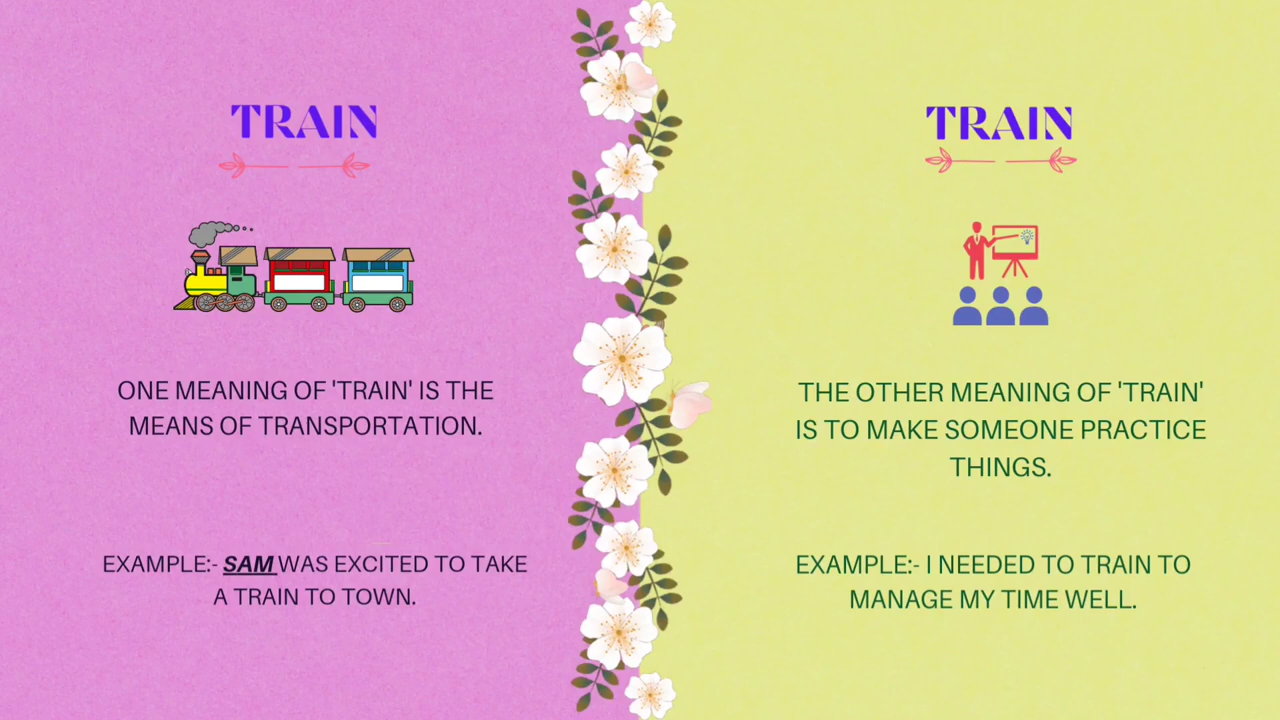 TRAIN
ONE MEANING OF 'TRAIN' IS THE
MEANS OF TRANSPORTATION.
EXAMPLE:- SAM WAS EXCITED TO TAKE
A TRAIN TO TOWN.
TRAIN
THE OTHER MEANING OF 'TRAIN'
IS TO MAKE SOMEONE PRACTICE
THINGS.
EXAMPLE:- I NEEDED TO TRAIN TO
MANAGE MY TIME WELL.